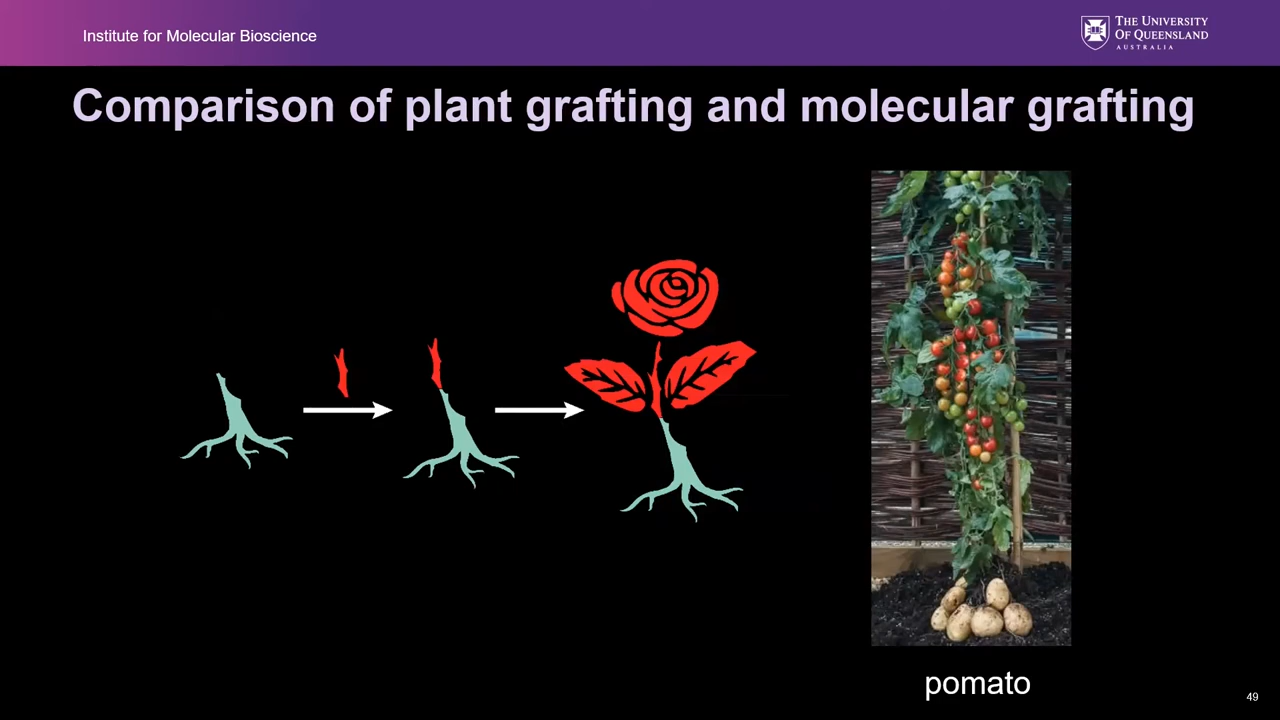 Institute for Molecular Bioscience
THE UNIVERSITY
OF QUEENSLAND
AUSTRALIA
Comparison of plant grafting and molecular grafting
pomato
49